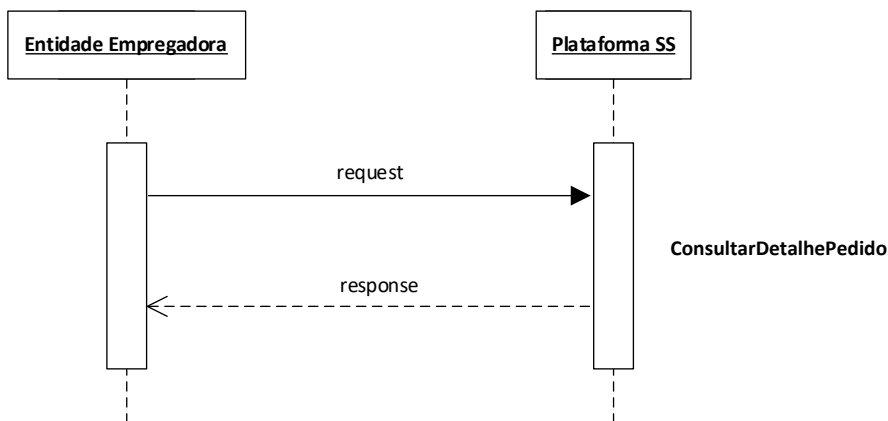 Entidade Empregadora
Plataforma SS
request
ConsultarDetalhePedido
response